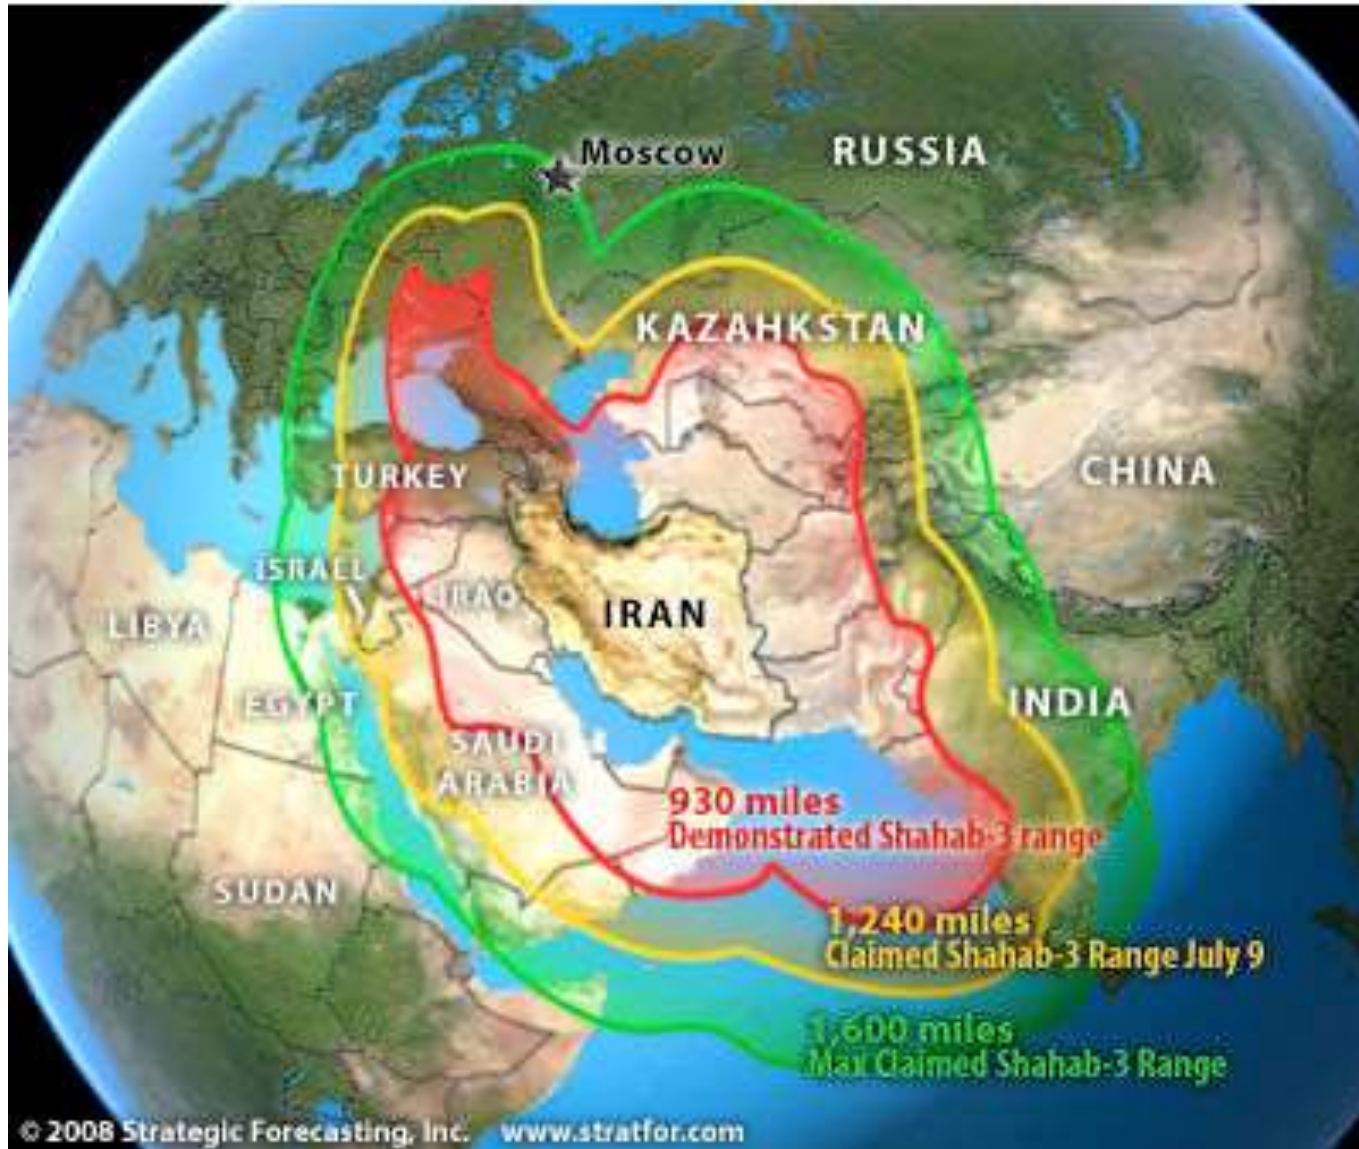 Moscow
RUSSIA
KAZAHKSTAN
TURKEY
CHINA
ISRAEL
IRAQ
IRAN
LIBYA
EGYPT
INDIA
SAUDI
ARABIA
930 miles
Demonstrated Shahab-3 range
SUDAN
1,240 miles
Claimed Shahab-3 Range July 9
1,600 miles
Max Claimed Shahab-3 Range
© 2008 Strategic Forecasting, Inc. www.stratfor.com